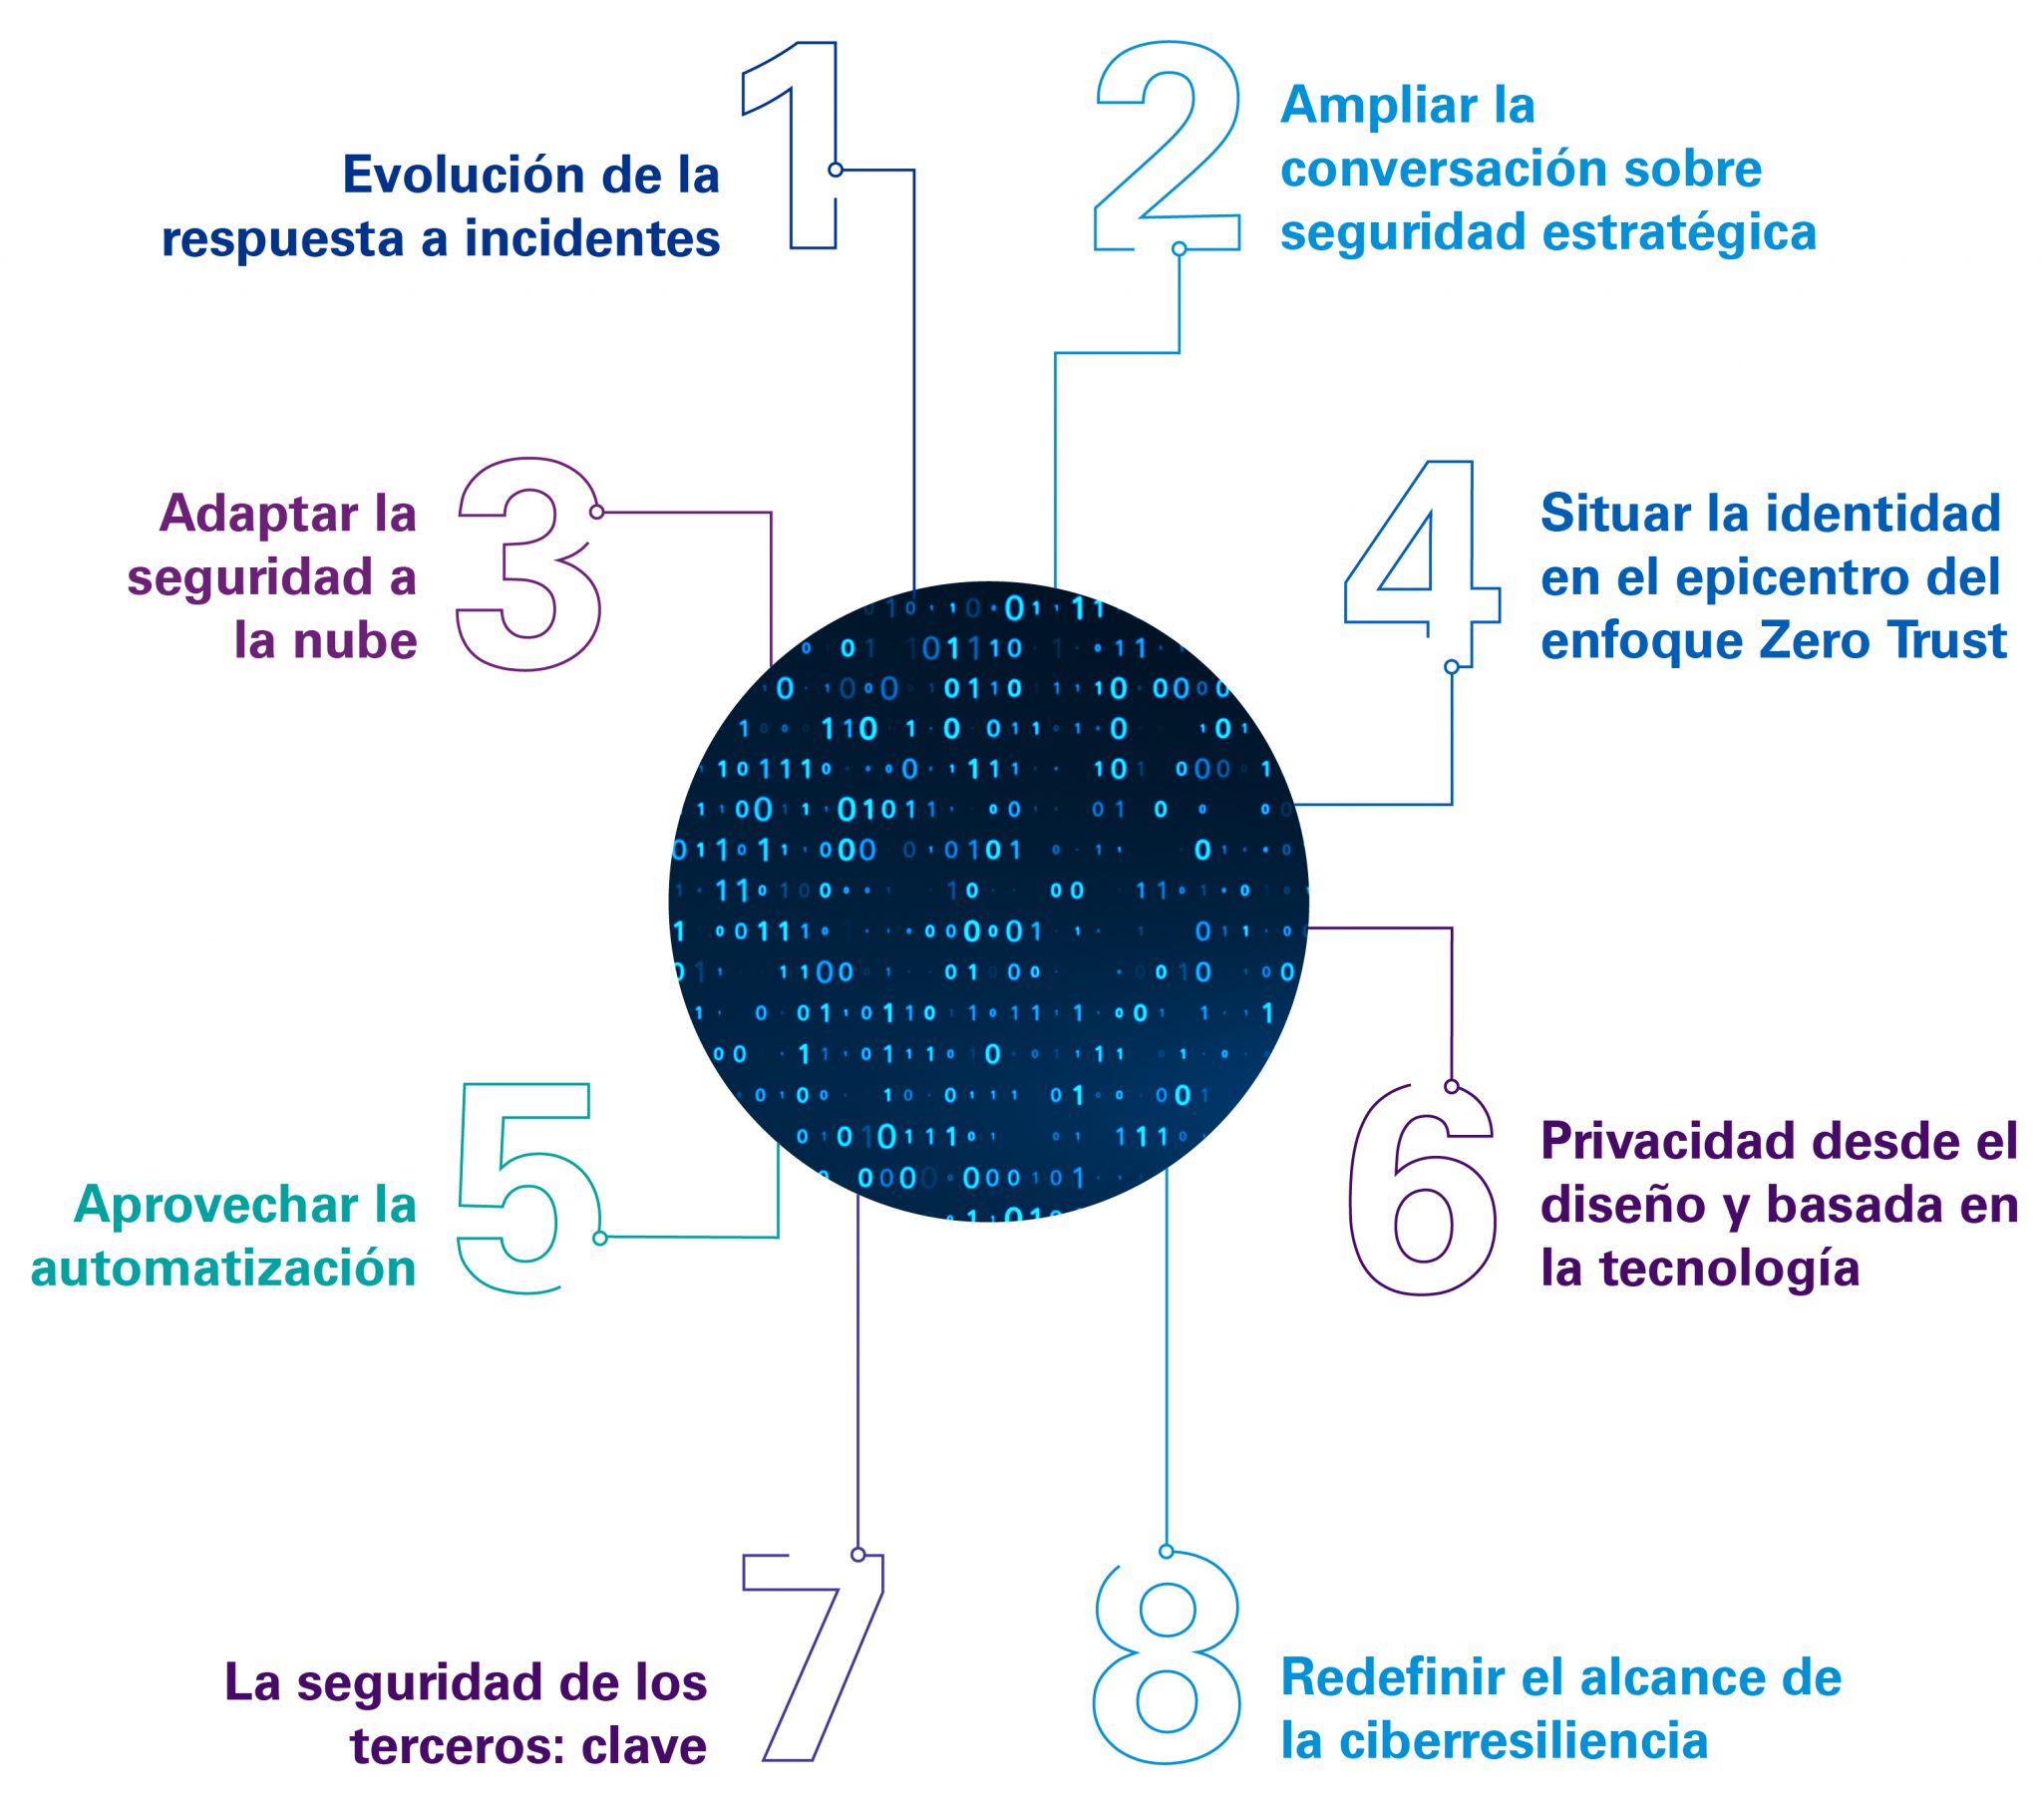 1
Evolución de la
respuesta a incidentes
2
Ampliar la
conversación sobre
seguridad estratégica
3
Adaptar la
seguridad a
la nube
4
Situar la identidad
en el epicentro del
enfoque Zero Trust
5
Aprovechar la
automatización
6
Privacidad desde el
diseño y basada en
la tecnología
7
La seguridad de los
terceros: clave
8
Redefinir el alcance de
la ciberresiliencia